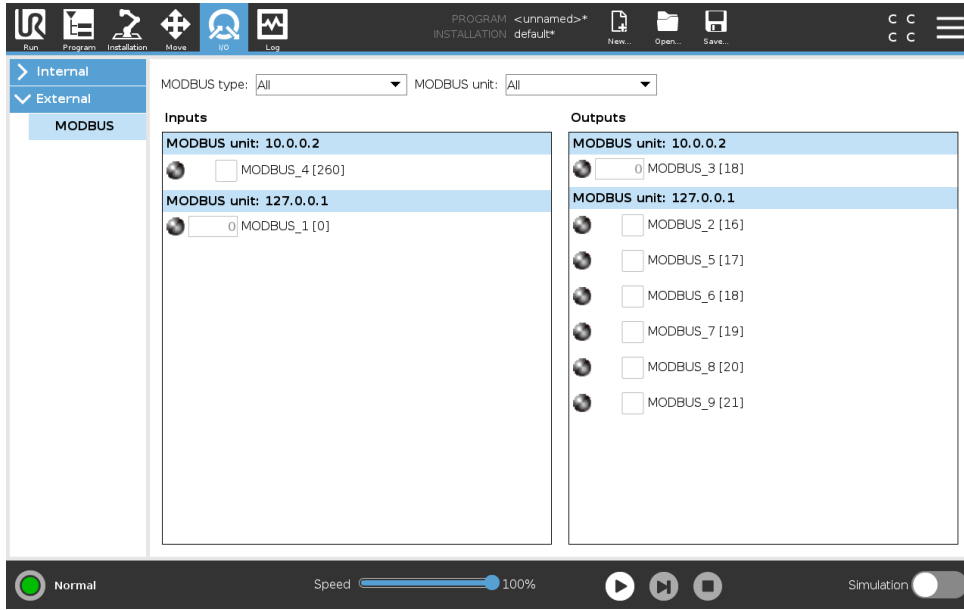 UR
PROGRAM <unnamed>*
INSTALLATION default*
Run Program Installation Move I/O Log New... Open... Save...
C C
C C
Internal
External
MODBUS
MODBUS type: All MODBUS unit: All
Inputs
MODBUS unit: 10.0.0.2
MODBUS_4 [260]
MODBUS unit: 127.0.0.1
0 MODBUS_1 [0]
Outputs
MODBUS unit: 10.0.0.2
0 MODBUS_3 [18]
MODBUS unit: 127.0.0.1
MODBUS_2 [16]
MODBUS_5 [17]
MODBUS_6 [18]
MODBUS_7 [19]
MODBUS_8 [20]
MODBUS_9 [21]
Normal Speed 100% Simulation